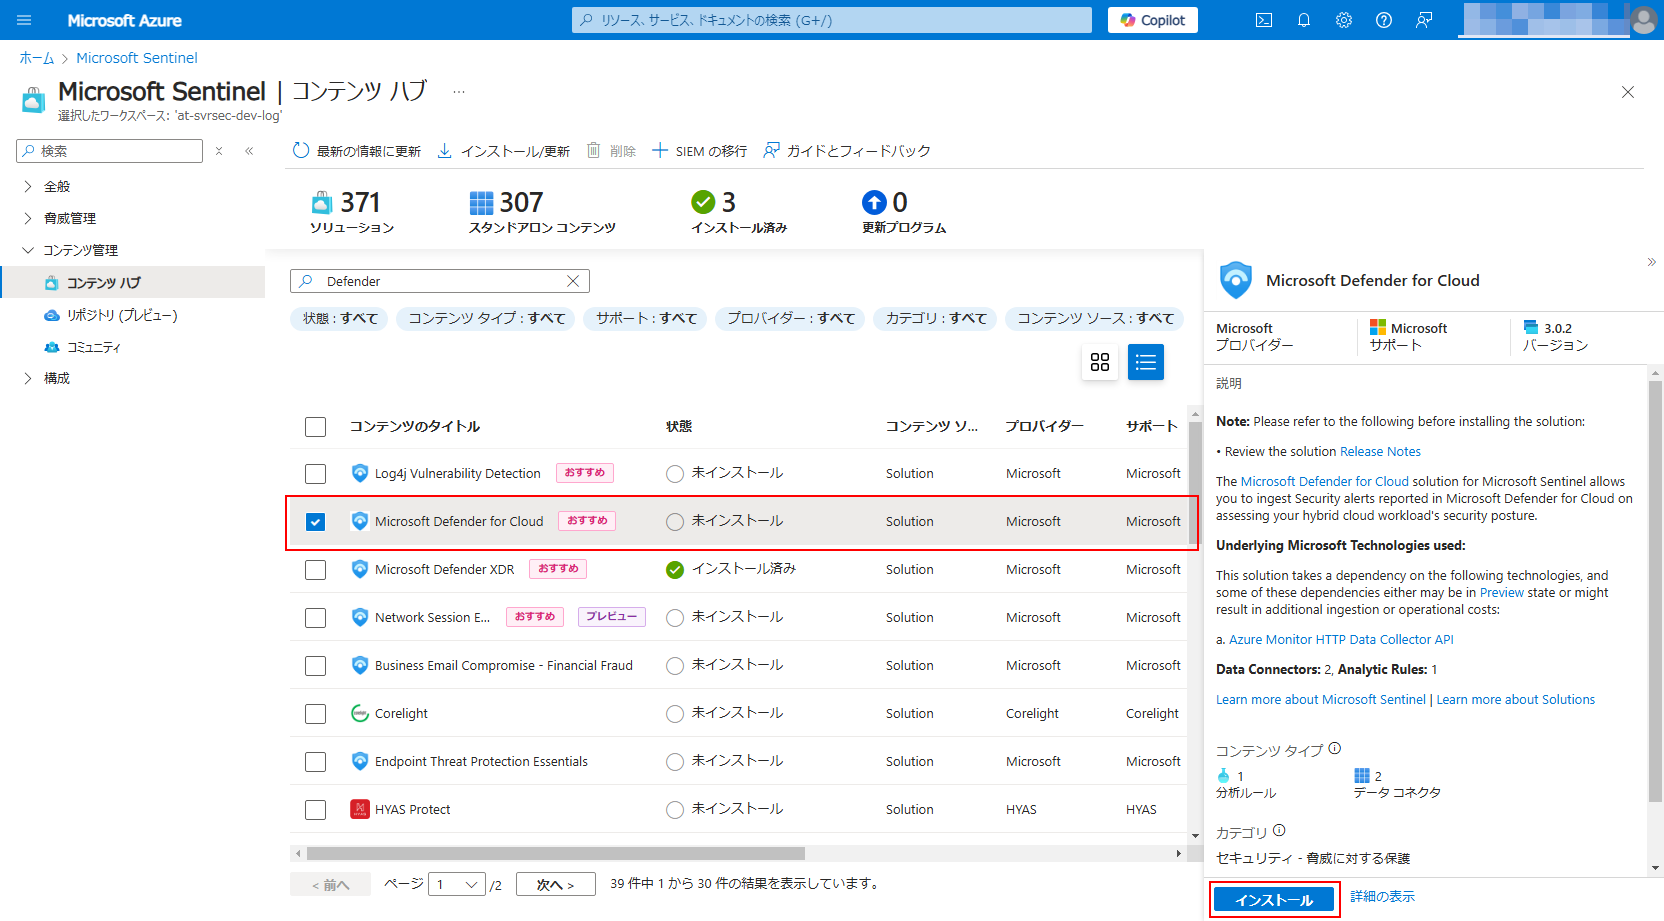 Microsoft Azure
リソース、サービス、ドキュメントの検索 (G+/)
Copilot
ホーム > Microsoft Sentinel
Microsoft Sentinel | コンテンツ ハブ …
選択したワークスペース: 'at-svrsec-dev-log'
検索
全般
脅威管理
コンテンツ管理
コンテンツ ハブ
リポジトリ (プレビュー)
コミュニティ
構成
最新の情報に更新 インストール/更新 削除 SIEM の移行 ガイドとフィードバック
371 307 3 0
ソリューション スタンドアロン コンテンツ インストール済み 更新プログラム
Defender
状態 : すべて コンテンツ タイプ : すべて サポート : すべて プロバイダー : すべて カテゴリ : すべて コンテンツ ソース : すべて
コンテンツのタイトル 状態 コンテンツ ソ... プロバイダー サポート
Log4j Vulnerability Detection おすすめ 未インストール Solution Microsoft Microsoft
Microsoft Defender for Cloud おすすめ 未インストール Solution Microsoft Microsoft
Microsoft Defender XDR おすすめ インストール済み Solution Microsoft Microsoft
Network Session E... おすすめ プレビュー 未インストール Solution Microsoft Microsoft
Business Email Compromise - Financial Fraud 未インストール Solution Microsoft Microsoft
Corelight 未インストール Solution Corelight Corelight
Endpoint Threat Protection Essentials 未インストール Solution Microsoft Microsoft
HYAS Protect 未インストール Solution HYAS HYAS
< 前へ ページ 1 /2 次へ > 39 件中 1 から 30 件の結果を表示しています。
Microsoft Defender for Cloud
Microsoft Microsoft 3.0.2
プロバイダー サポート バージョン
説明
Note: Please refer to the following before installing the solution:
• Review the solution Release Notes
The Microsoft Defender for Cloud solution for Microsoft Sentinel allows
you to ingest Security alerts reported in Microsoft Defender for Cloud on
assessing your hybrid cloud workload's security posture.
Underlying Microsoft Technologies used:
This solution takes a dependency on the following technologies, and
some of these dependencies either may be in Preview state or might
result in additional ingestion or operational costs:
a. Azure Monitor HTTP Data Collector API
Data Connectors: 2, Analytic Rules: 1
Learn more about Microsoft Sentinel | Learn more about Solutions
コンテンツ タイプ
1 2
分析ルール データ コネクタ
カテゴリ
セキュリティ - 脅威に対する保護
インストール 詳細の表示